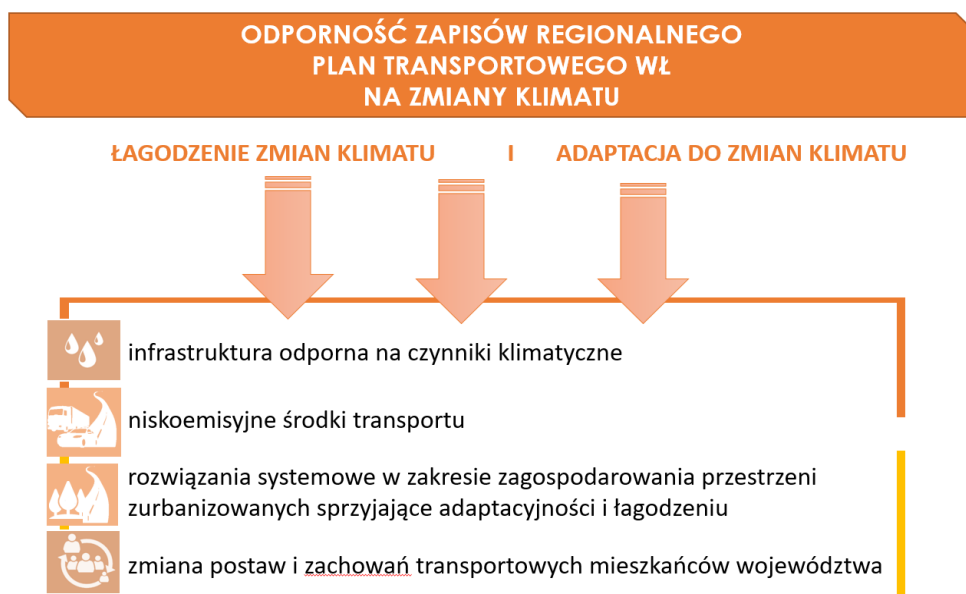 ODPORNOŚĆ ZAPISÓW REGIONALNEGO
PLAN TRANSPORTOWEGO WŁ
NA ZMIANY KLIMATU
ŁAGODZENIE ZMIAN KLIMATU I ADAPTACJA DO ZMIAN KLIMATU
infrastruktura odporna na czynniki klimatyczne
niskoemisyjne środki transportu
rozwiązania systemowe w zakresie zagospodarowania przestrzeni
zurbanizowanych sprzyjające adaptacyjności i łagodzeniu
zmiana postaw i zachowań transportowych mieszkańców województwa